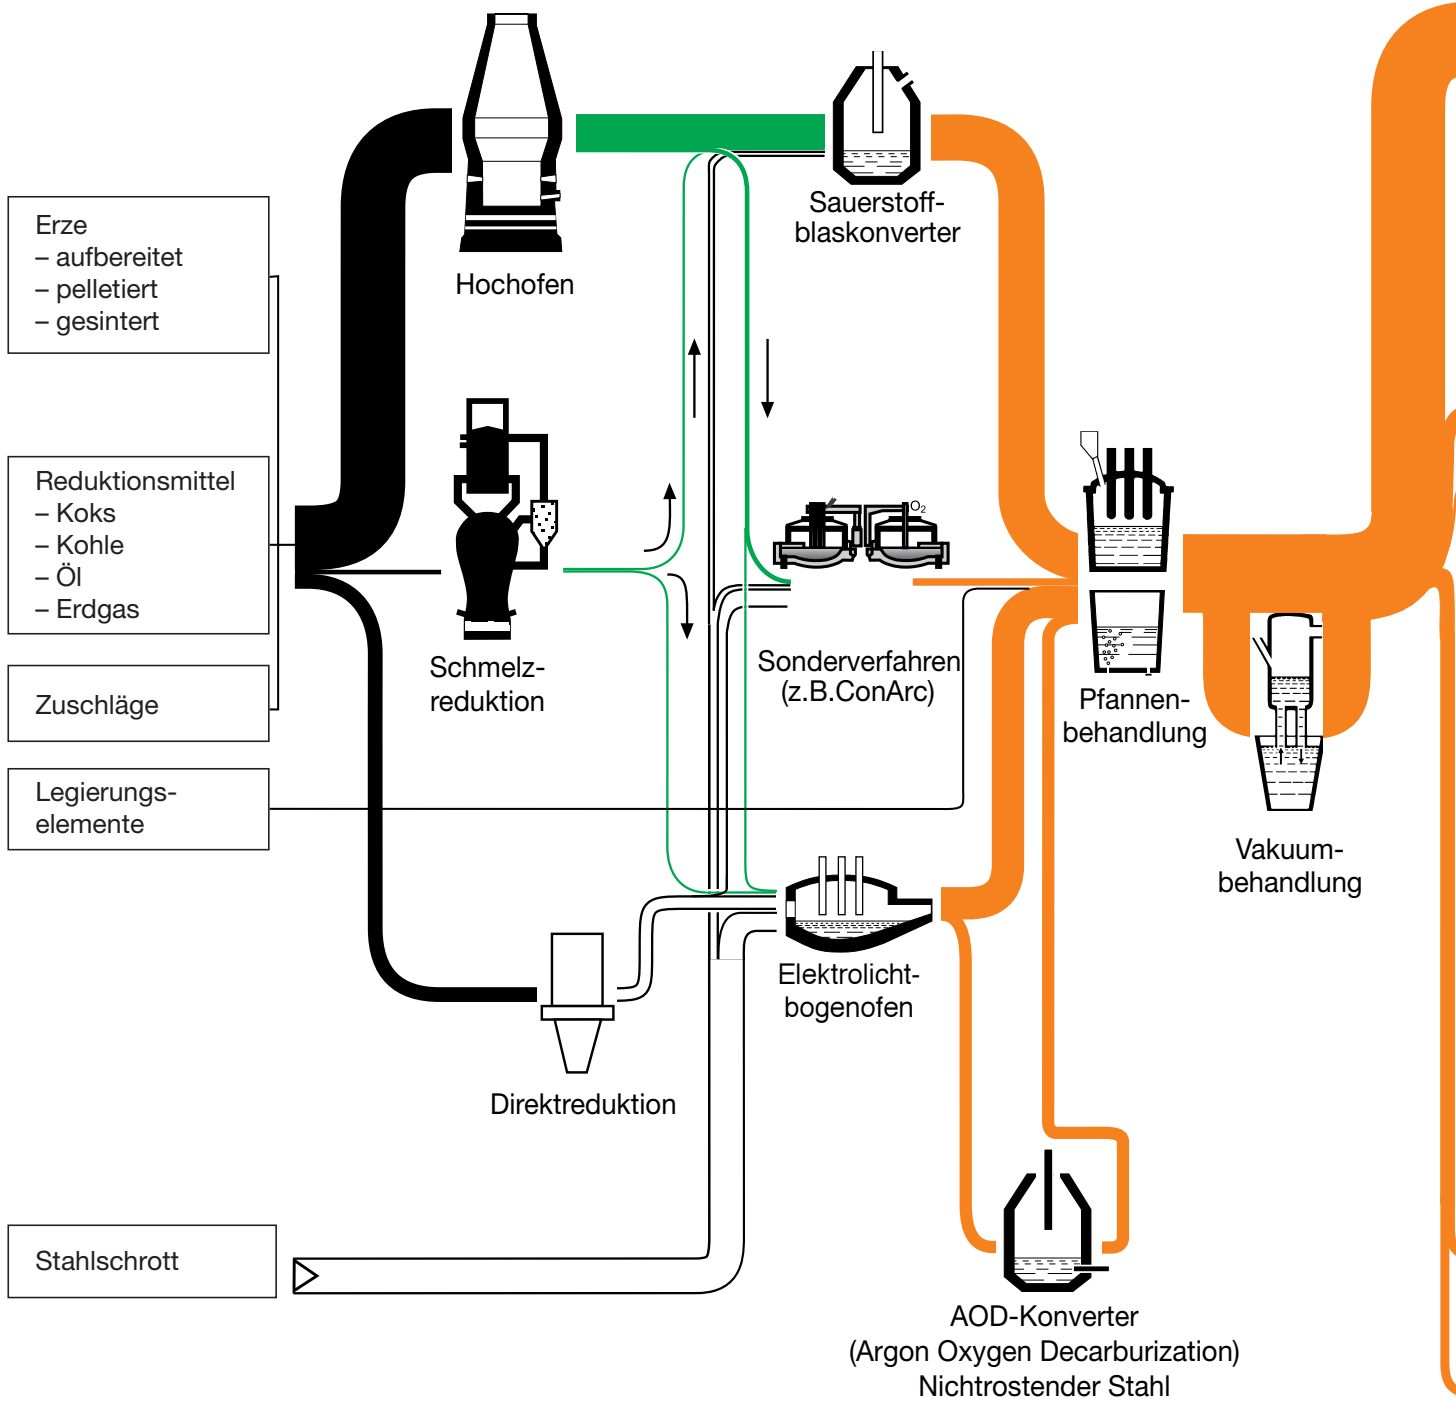 Erze
– aufbereitet
– pelletiert
– gesintert
Reduktionsmittel
– Koks
– Kohle
– Öl
– Erdgas
Zuschläge
Legierungs-
elemente
Stahlschrott
Hochofen
Schmelz-
reduktion
Direktreduktion
Sauerstoff-
blaskonverter
O2
Sonderverfahren
(z.B.ConArc)
Elektrolicht-
bogenofen
AOD-Konverter
(Argon Oxygen Decarburization)
Nichtrostender Stahl
Pfannen-
behandlung
Vakuum-
behandlung